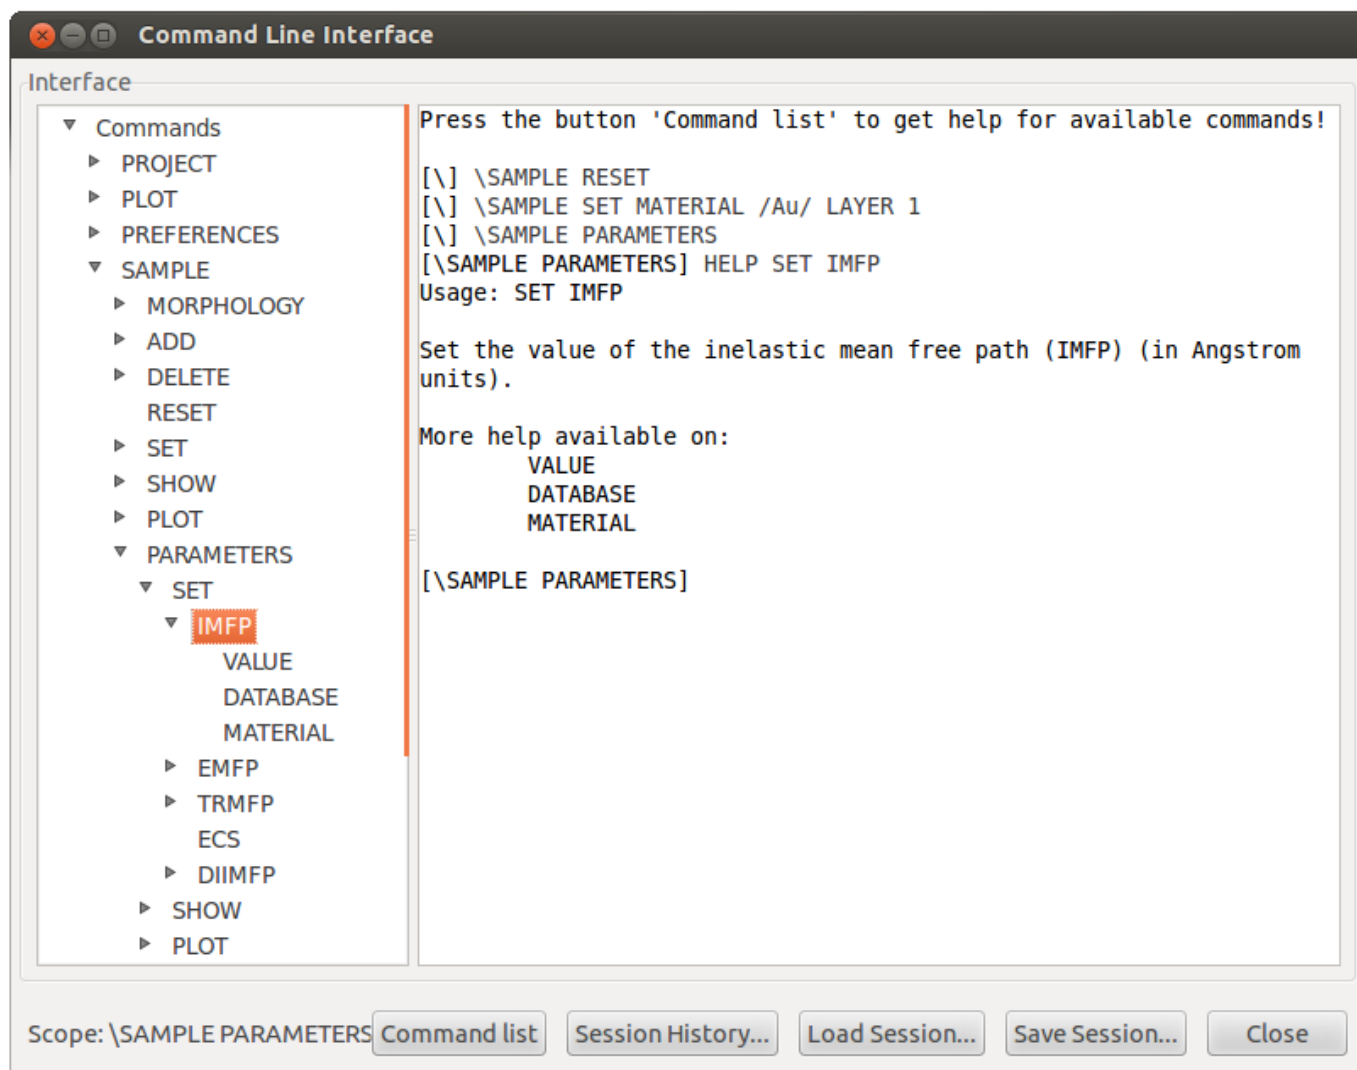 Command Line Interface
Interface
Commands
PROJECT
PLOT
PREFERENCES
SAMPLE
MORPHOLOGY
ADD
DELETE
RESET
SET
SHOW
PLOT
PARAMETERS
SET
IMFP
VALUE
DATABASE
MATERIAL
EMFP
TRMFP
ECS
DIIMFP
SHOW
PLOT
Press the button 'Command list' to get help for available commands!
[\] \SAMPLE RESET
[\] \SAMPLE SET MATERIAL /Au/ LAYER 1
[\] \SAMPLE PARAMETERS
[\SAMPLE PARAMETERS] HELP SET IMFP
Usage: SET IMFP
Set the value of the inelastic mean free path (IMFP) (in Angstrom
units).
More help available on:
VALUE
DATABASE
MATERIAL
[\SAMPLE PARAMETERS]
Scope: \SAMPLE PARAMETERS Command list Session History... Load Session... Save Session... Close